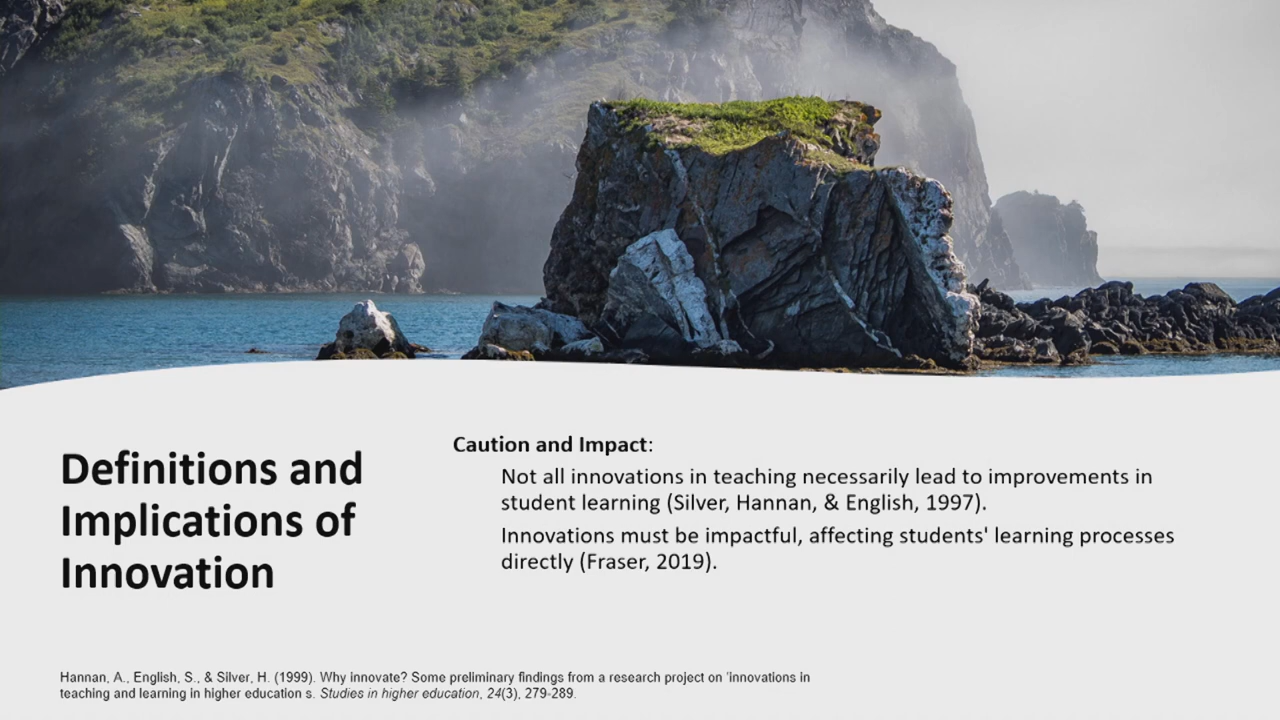 Definitions and
Implications of
Innovation
Caution and Impact:
Not all innovations in teaching necessarily lead to improvements in
student learning (Silver, Hannan, & English, 1997).
Innovations must be impactful, affecting students' learning processes
directly (Fraser, 2019).
Hannan, A., English, S., & Silver, H. (1999). Why innovate? Some preliminary findings from a research project on 'innovations in
teaching and learning in higher education s. Studies in higher education, 24(3), 279-289.